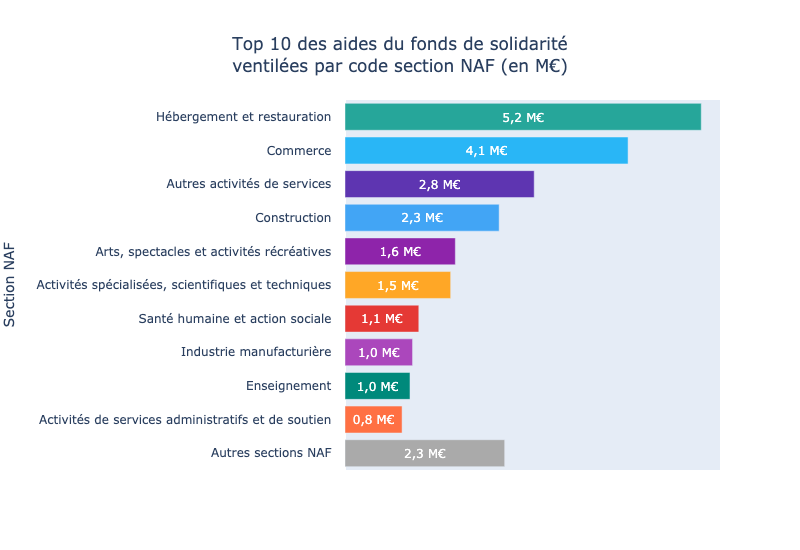 Top 10 des aides du fonds de solidarité
ventilées par code section NAF (en M€)
Section NAF
Hébergement et restauration 5,2 M€
Commerce 4,1 M€
Autres activités de services 2,8 M€
Construction 2,3 M€
Arts, spectacles et activités récréatives 1,6 M€
Activités spécialisées, scientifiques et techniques 1,5 M€
Santé humaine et action sociale 1,1 M€
Industrie manufacturière 1,0 M€
Enseignement 1,0 M€
Activités de services administratifs et de soutien 0,8 M€
Autres sections NAF 2,3 M€